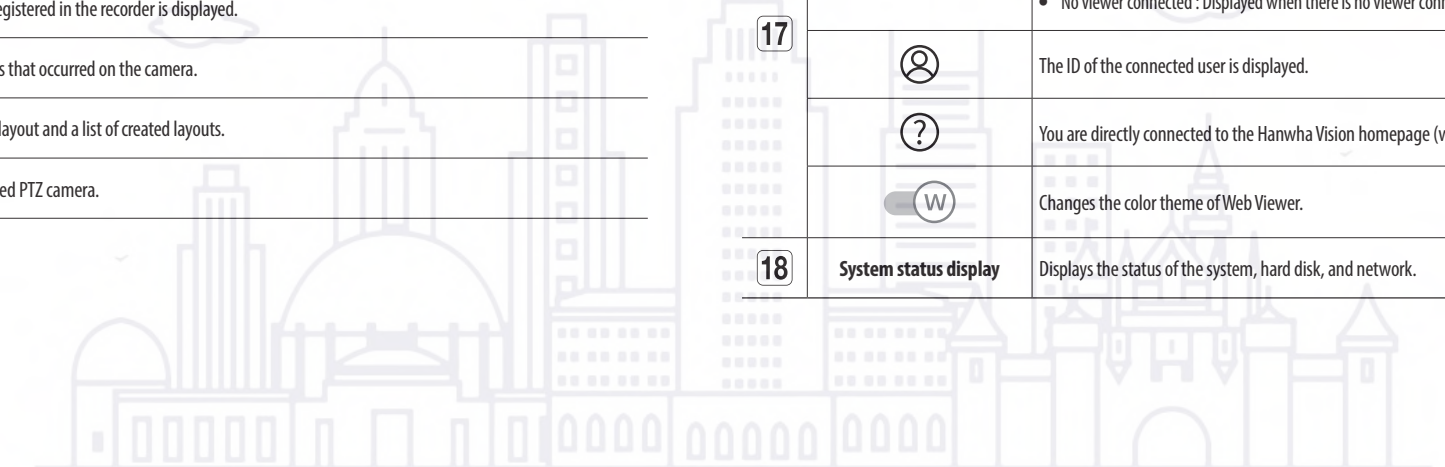 egistered in the recorder is displayed.
s that occurred on the camera.
layout and a list of created layouts.
ed PTZ camera.
• No viewer connected : Displayed when there is no viewer
17
The ID of the connected user is displayed.
?
You are directly connected to the Hanwha Vision homepage
W
Changes the color theme of Web Viewer.
18 System status display Displays the status of the system, hard disk, and network.